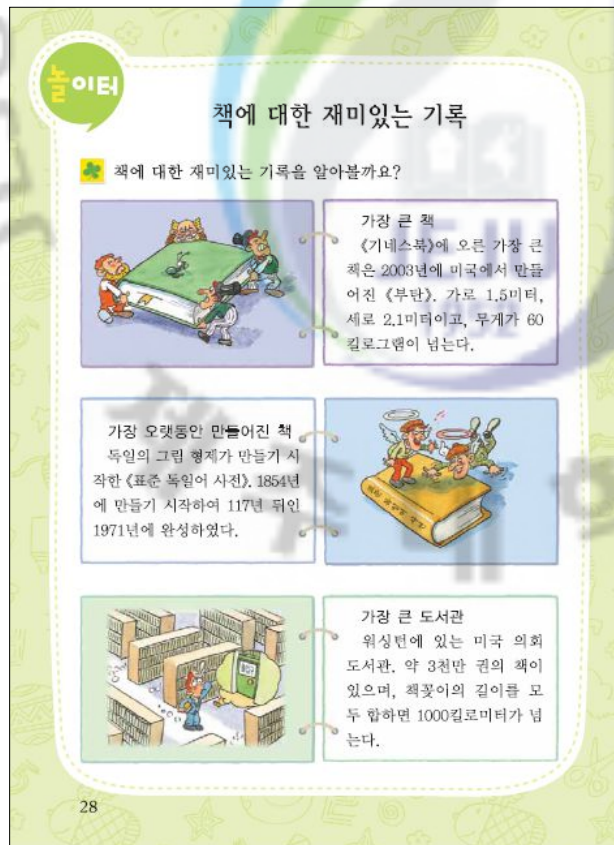 놀이터
책에 대한 재미있는 기록
책에 대한 재미있는 기록을 알아볼까요?
가장 큰 책
《기네스북》에 오른 가장 큰
책은 2003년에 미국에서 만들
어진 《부탄》. 가로 1.5미터,
세로 2.1미터이고, 무게가 60
킬로그램이 넘는다.
가장 오랫동안 만들어진 책
독일의 그림 형제가 만들기 시
작한 《표준 독일어 사전》. 1854년
에 만들기 시작하여 117년 뒤인
1971년에 완성하였다.
가장 큰 도서관
워싱턴에 있는 미국 의회
도서관. 약 3천만 권의 책이
있으며, 책꽂이의 길이를 모
두 합하면 1000킬로미터가 넘
는다.
28